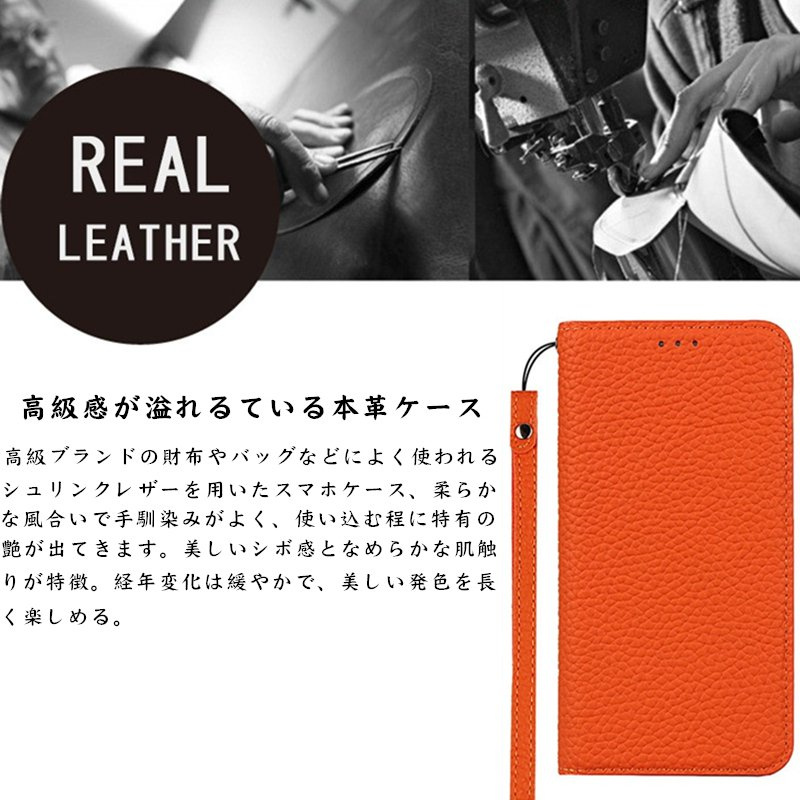 REAL
LEATHER
高級感が溢れるている本革ケース
高級ブランドの財布やバッグなどによく使われる
シュリンクレザーを用いたスマホケース、柔らか
な風合いで手馴染みがよく、使い込む程に特有の
艶が出てきます。美しいシボ感となめらかな肌触
りが特徴。経年変化は緩やかで、美しい発色を長
く楽しめる。